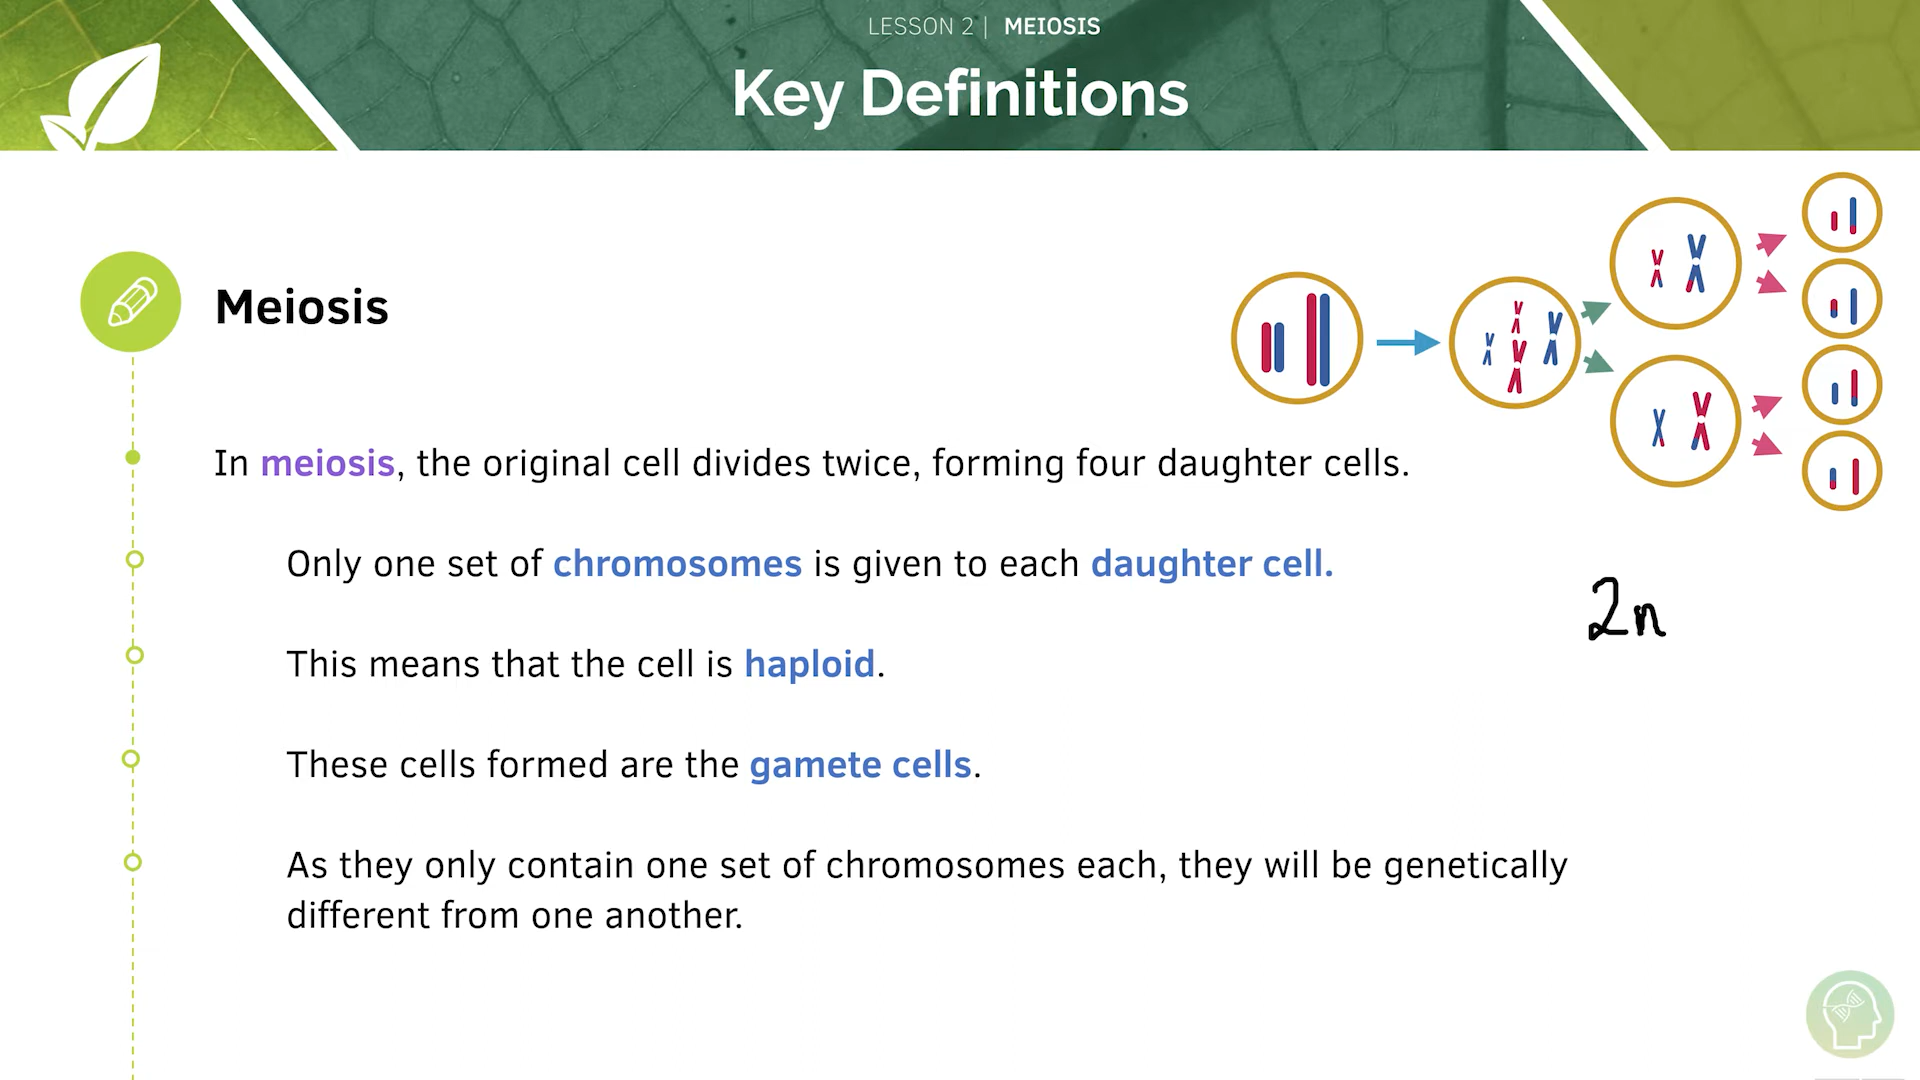 LESSON 2 | MEIOSIS
Key Definitions
Meiosis
In meiosis, the original cell divides twice, forming four daughter cells.
Only one set of chromosomes is given to each daughter cell.
2n
This means that the cell is haploid.
These cells formed are the gamete cells.
As they only contain one set of chromosomes each, they will be genetically
different from one another.